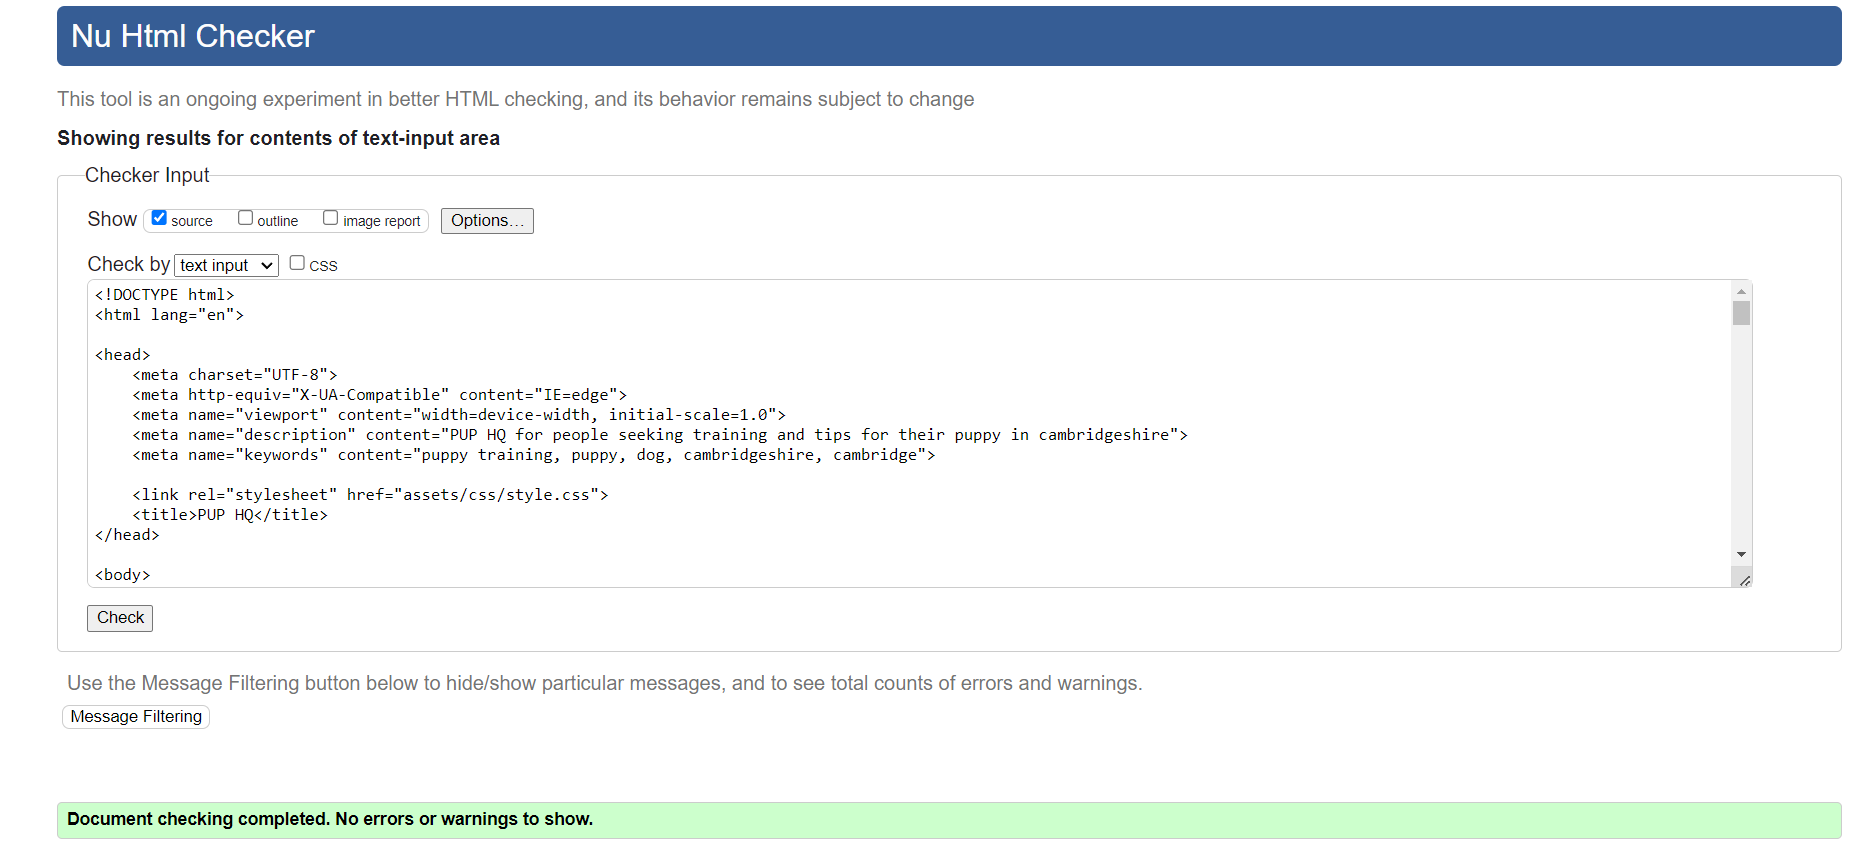 Nu Html Checker
This tool is an ongoing experiment in better HTML checking, and its behavior remains subject to change
Showing results for contents of text-input area
Checker Input
Show source outline image report Options...
Check by text input CSS
<!DOCTYPE html>
<html lang="en">
<head>
    <meta charset="UTF-8">
    <meta http-equiv="X-UA-Compatible" content="IE=edge">
    <meta name="viewport" content="width=device-width, initial-scale=1.0">
    <meta name="description" content="PUP HQ for people seeking training and tips for their puppy in cambridgeshire">
    <meta name="keywords" content="puppy training, puppy, dog, cambridgeshire, cambridge">
    <link rel="stylesheet" href="assets/css/style.css">
    <title>PUP HQ</title>
</head>
<body>
Check
Use the Message Filtering button below to hide/show particular messages, and to see total counts of errors and warnings.
Message Filtering
Document checking completed. No errors or warnings to show.